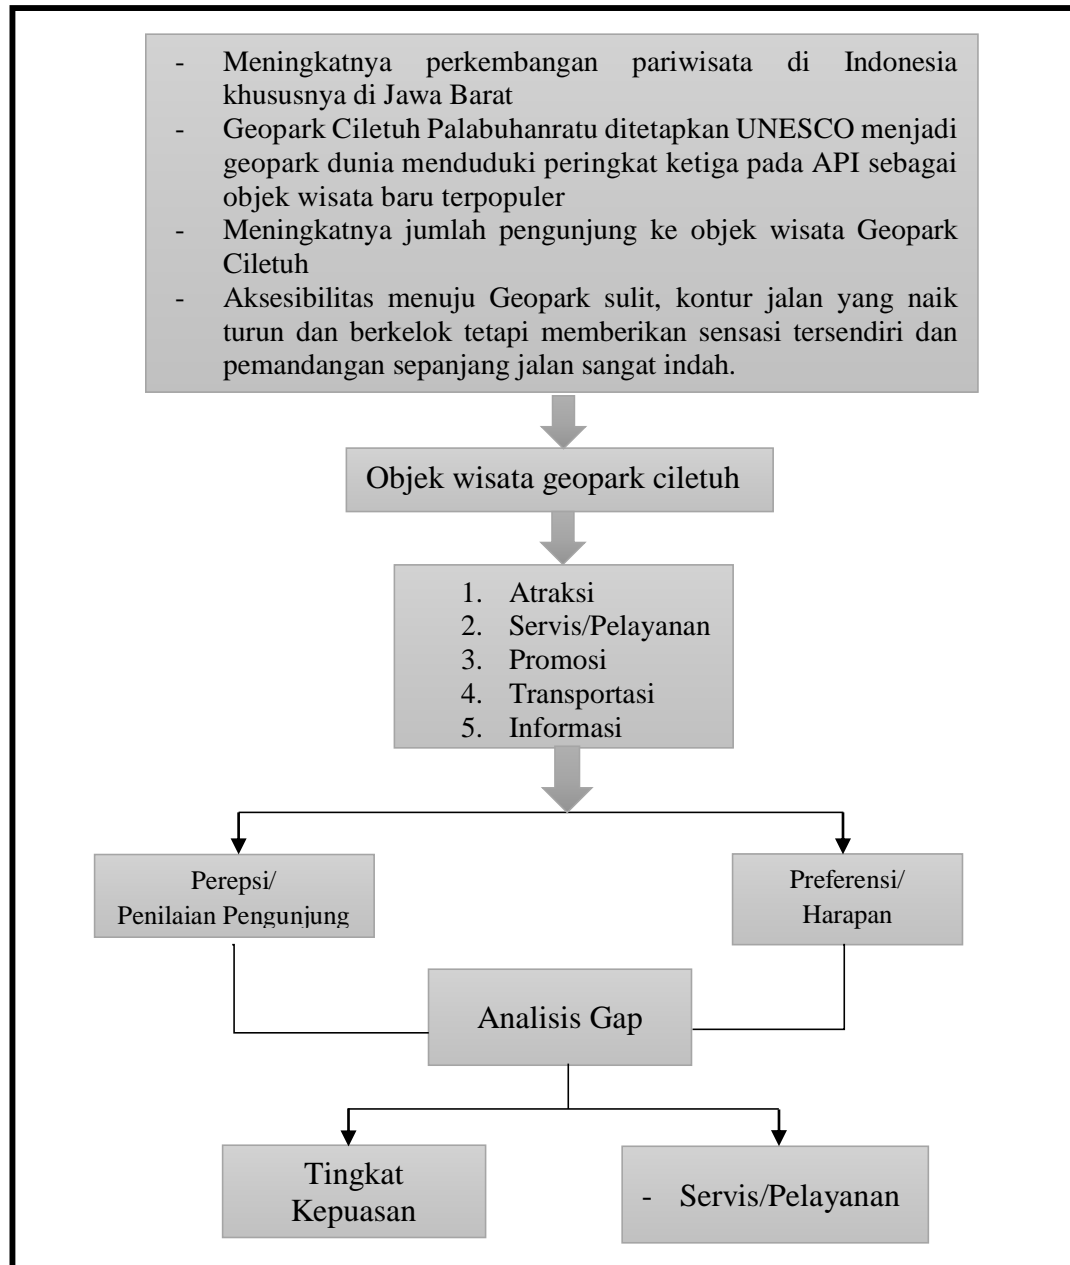 - Meningkatnya perkembangan pariwisata di Indonesia
khususnya di Jawa Barat
- Geopark Ciletuh Palabuhanratu ditetapkan UNESCO menjadi
geopark dunia menduduki peringkat ketiga pada API sebagai
objek wisata baru terpopuler
- Meningkatnya jumlah pengunjung ke objek wisata Geopark
Ciletuh
- Aksesibilitas menuju Geopark sulit, kontur jalan yang naik
turun dan berkelok tetapi memberikan sensasi tersendiri dan
pemandangan sepanjang jalan sangat indah.
Objek wisata geopark ciletuh
1. Atraksi
2. Servis/Pelayanan
3. Promosi
4. Transportasi
5. Informasi
Perepsi/
Penilaian Pengunjung
Preferensi/
Harapan
Analisis Gap
Tingkat
Kepuasan
- Servis/Pelayanan